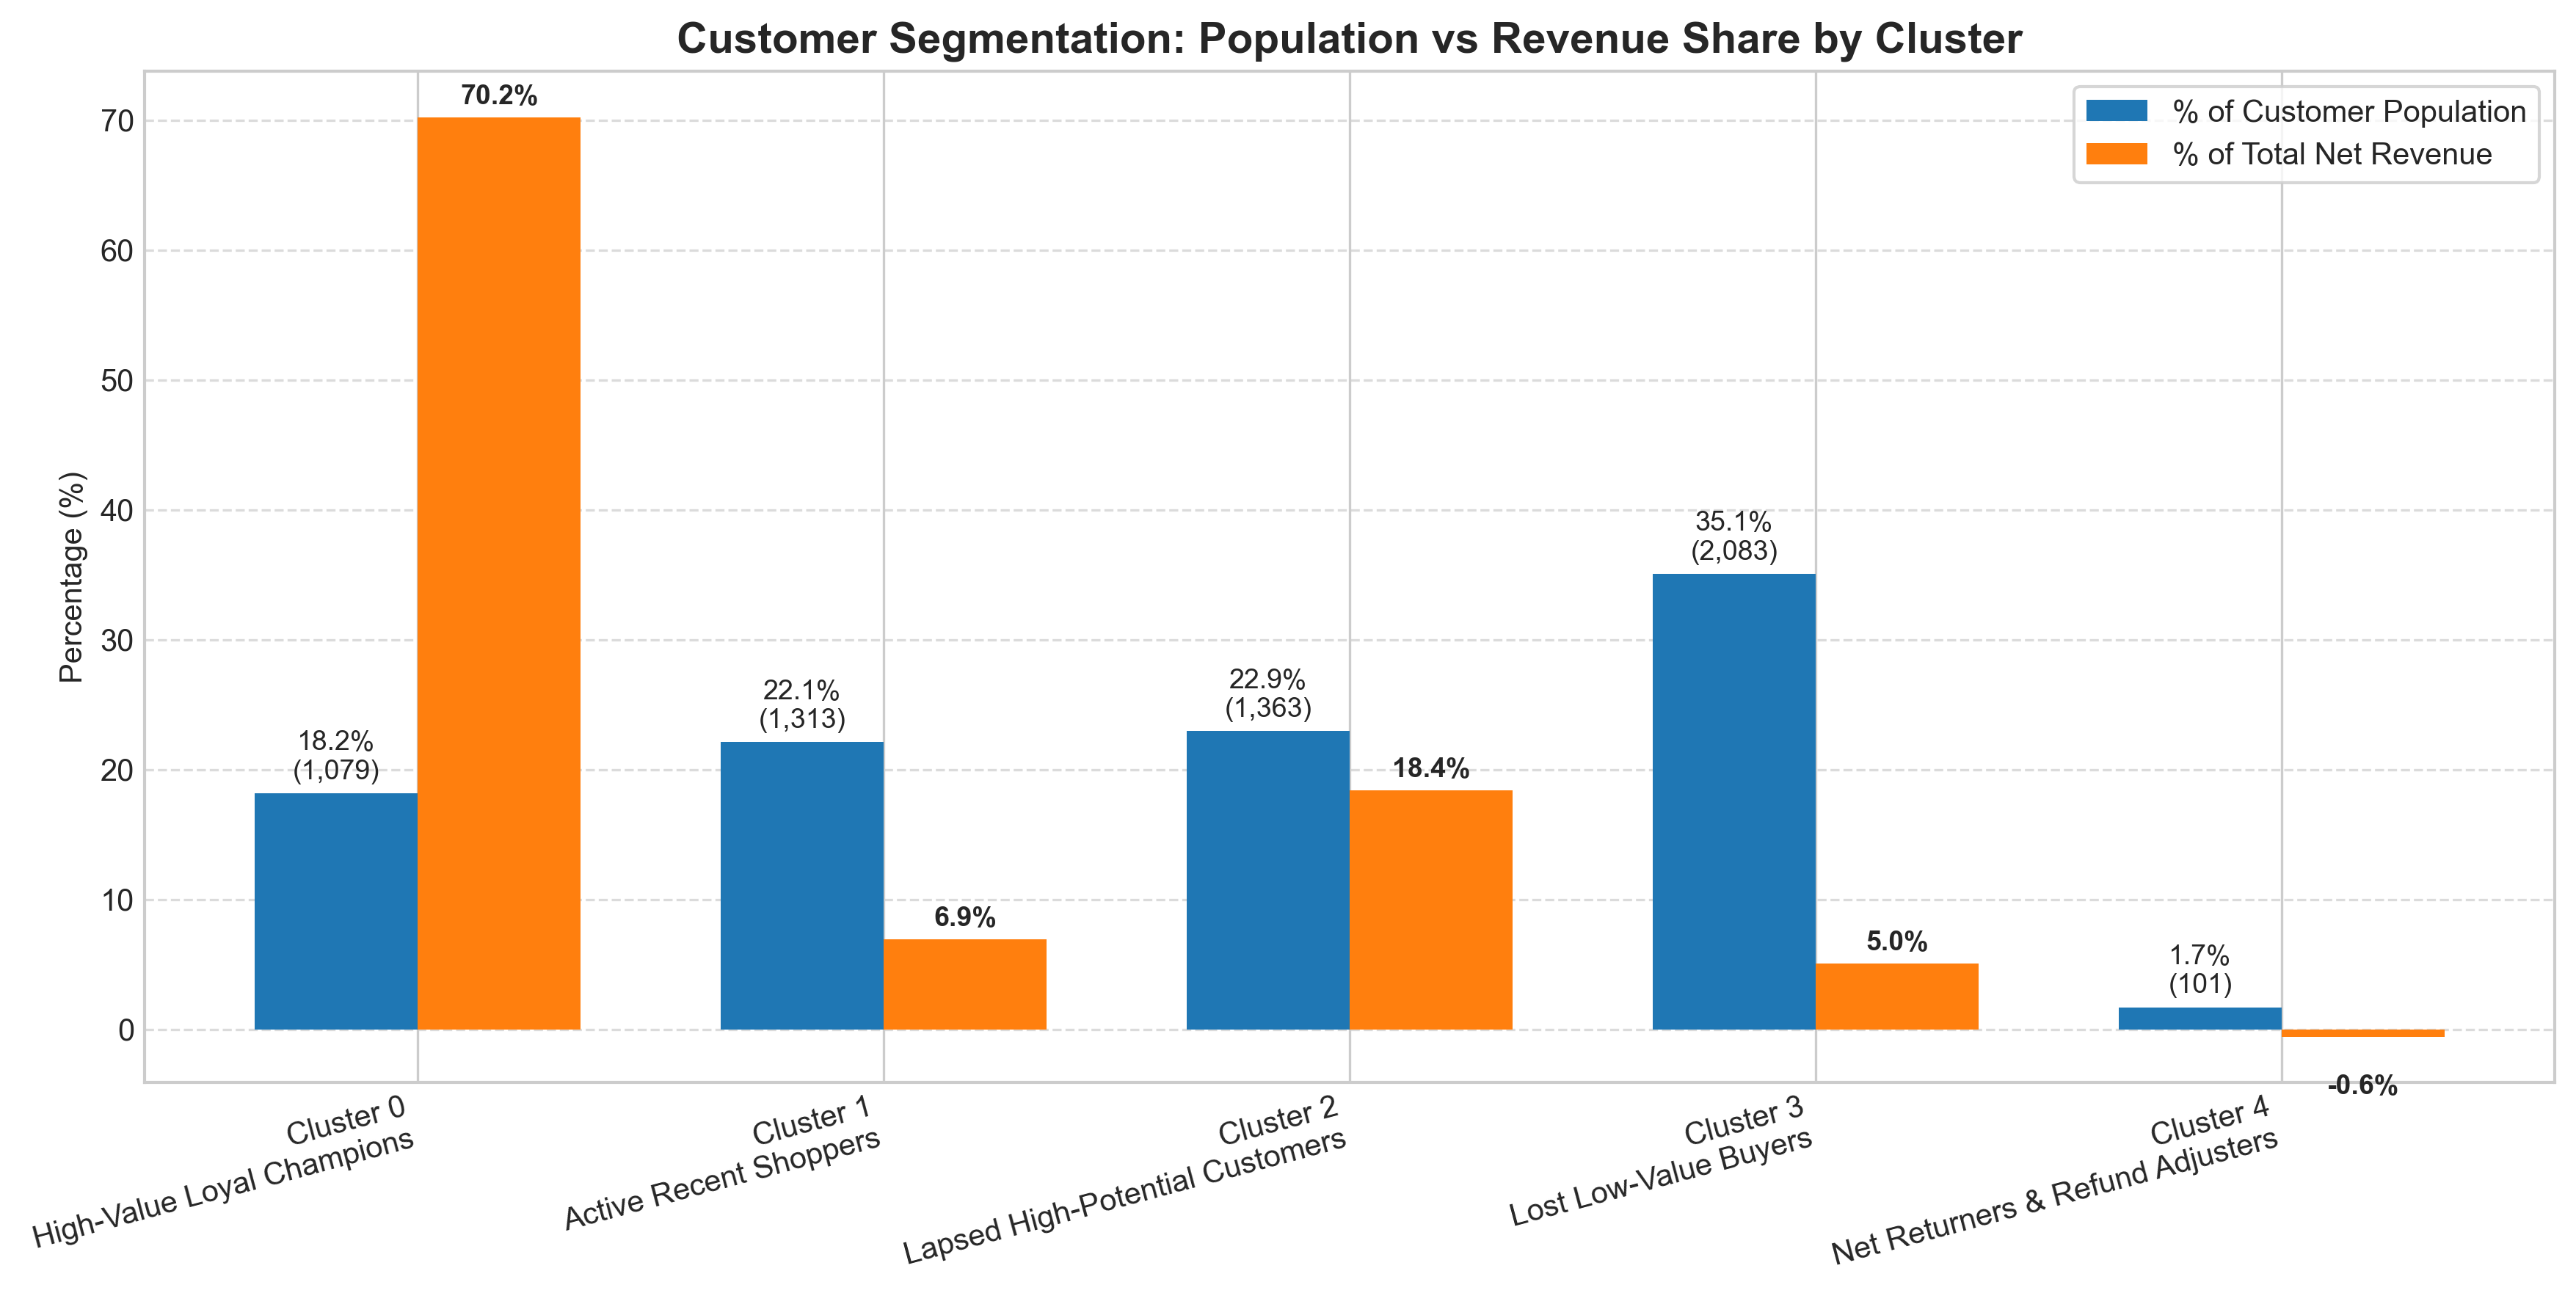 Customer Segmentation: Population vs Revenue Share by Cluster
% of Customer Population
% of Total Net Revenue
Percentage (%)
70
60
50
40
30
20
10
0
18.2%
(1,079)
70.2%
22.1%
(1,313)
6.9%
22.9%
(1,363)
18.4%
35.1%
(2,083)
5.0%
1.7%
(101)
-0.6%
Cluster 0
High-Value Loyal Champions
Cluster 1
Active Recent Shoppers
Cluster 2
Lapsed High-Potential Customers
Cluster 3
Lost Low-Value Buyers
Cluster 4
Net Returners & Refund Adjusters